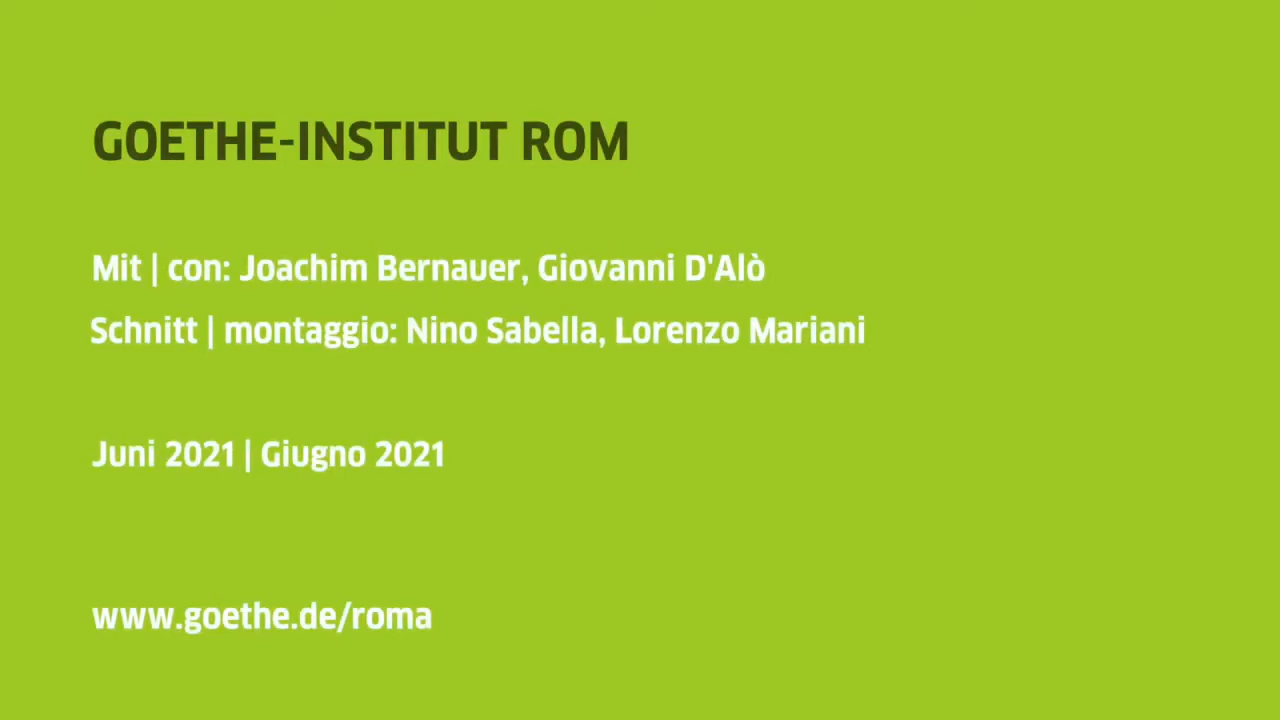 GOETHE-INSTITUT ROM
Mit | con: Joachim Bernauer, Giovanni D'Alò
Schnitt | montaggio: Nino Sabella, Lorenzo Mariani
Juni 2021 | Giugno 2021
www.goethe.de/roma